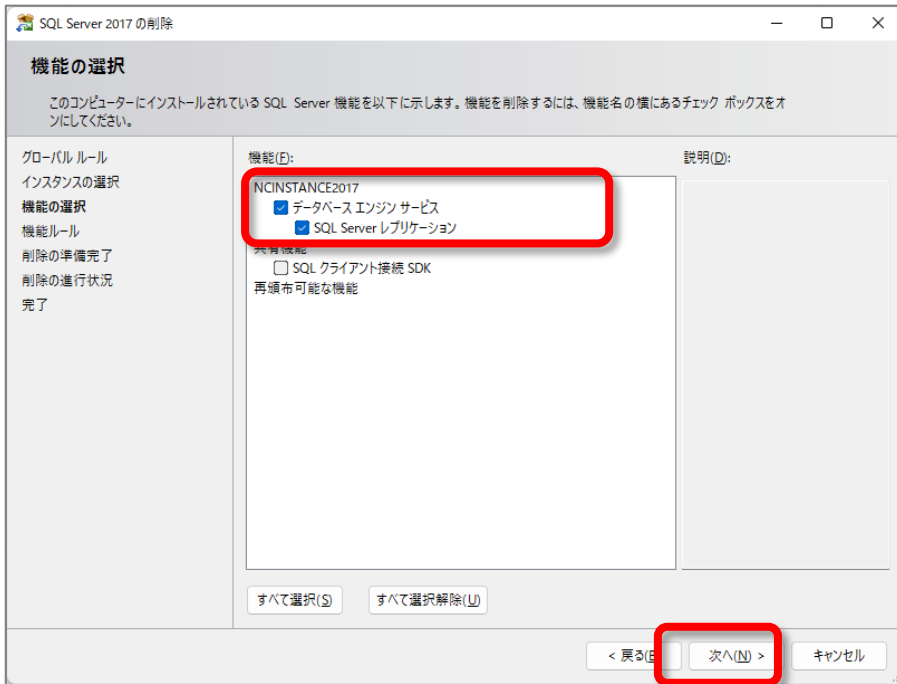 SQL Server 2017 の削除
機能の選択
このコンピューターにインストールされている SQL Server 機能を以下に示します。機能を削除するには、機能名の横にあるチェック ボックスをオ
ンにしてください。
グローバル ルール
インスタンスの選択
機能の選択
機能ルール
削除の準備完了
削除の進行状況
完了
機能(F):
NCINSTANCE2017
データベース エンジン サービス
SQL Server レプリケーション
共有機能
SQL クライアント接続 SDK
再頒布可能な機能
すべて選択(S)
すべて選択解除(U)
説明(D):
< 戻る(B
次へ(N) >
キャンセル